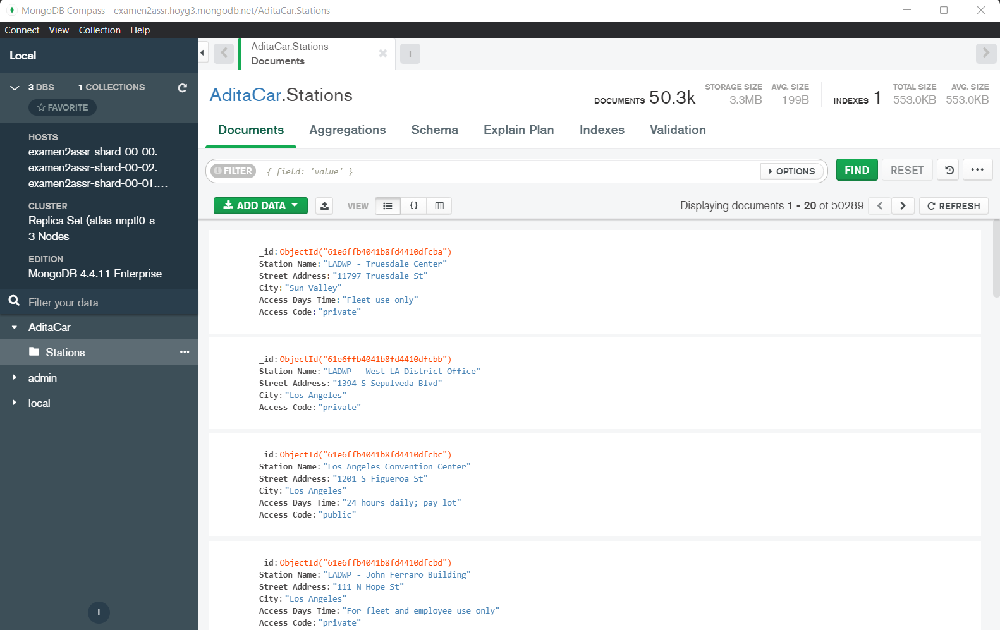 MongoDB Compass - examen2assr.hoyg3.mongodb.net/AditaCar.Stations
Connect View Collection Help
Local
3 DBS 1 COLLECTIONS
FAVORITE
HOSTS
examen2assr-shard-00-00....
examen2assr-shard-00-02....
examen2assr-shard-00-01....
CLUSTER
Replica Set (atlas-nnptl0-s...
3 Nodes
EDITION
MongoDB 4.4.11 Enterprise
Filter your data
AditaCar
Stations
admin
local
AditaCar.Stations
Documents
AditaCar.Stations
DOCUMENTS 50.3k
STORAGE SIZE AVG. SIZE
3.3MB 199B
INDEXES 1
TOTAL SIZE AVG. SIZE
553.0KB 553.0KB
Documents Aggregations Schema Explain Plan Indexes Validation
FILTER { field: 'value' } OPTIONS FIND RESET
ADD DATA VIEW {} Displaying documents 1 - 20 of 50289 REFRESH
_id: ObjectId("61e6ffb4041b8fd4410dfcba")
Station Name: "LADWP - Truesdale Center"
Street Address: "11797 Truesdale St"
City: "Sun Valley"
Access Days Time: "Fleet use only"
Access Code: "private"
_id: ObjectId("61e6ffb4041b8fd4410dfcbb")
Station Name: "LADWP - West LA District Office"
Street Address: "1394 S Sepulveda Blvd"
City: "Los Angeles"
Access Code: "private"
_id: ObjectId("61e6ffb4041b8fd4410dfcbc")
Station Name: "Los Angeles Convention Center"
Street Address: "1201 S Figueroa St"
City: "Los Angeles"
Access Days Time: "24 hours daily; pay lot"
Access Code: "public"
_id: ObjectId("61e6ffb4041b8fd4410dfcbd")
Station Name: "LADWP - John Ferraro Building"
Street Address: "111 N Hope St"
City: "Los Angeles"
Access Days Time: "For fleet and employee use only"
Access Code: "private"